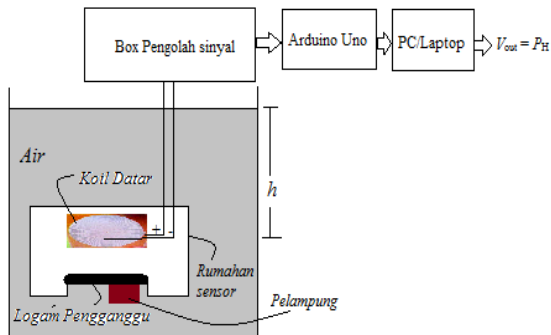 Box Pengolah sinyal
Arduino Uno
PC/Laptop
Vout = PH
Air
Koil Datar
+ -
h
Rumahan
sensor
Logam Pengganggu
Pelampung